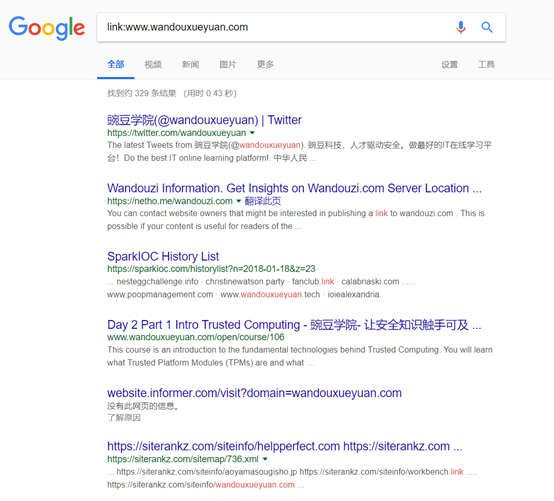 Google
link:www.wandouxueyuan.com
全部 视频 新闻 图片 更多 设置 工具
找到约 329 条结果 （用时 0.43 秒）
豌豆学院(@wandouxueyuan) | Twitter
https://twitter.com/wandouxueyuan
The latest Tweets from 豌豆学院(@wandouxueyuan). 豌豆科技，人才驱动安全。做最好的IT在线学习平
台！Do the best IT online learning platform!. 中华人民 ...
Wandouzi Information. Get Insights on Wandouzi.com Server Location ...
https://netho.me/wandouzi.com 翻译此页
You can contact website owners that might be interested in publishing a link to wandouzi.com . This is
possible if your content is useful for readers of the ...
SparkIOC History List
https://sparkioc.com/historylist?n=2018-01-18&z=23
... nesteggchallenge.info · christinewatson.party · fanclub.link · calabriaski.com ......
www.poopmanagement.com · www.wandouxueyuan.tech · ioiealexandria.
Day 2 Part 1 Intro Trusted Computing - 豌豆学院- 让安全知识触手可及 ...
www.wandouxueyuan.com/open/course/106
This course is an introduction to the fundamental technologies behind Trusted Computing. You will learn
what Trusted Platform Modules (TPMs) are and what ...
website.informer.com/visit?domain=wandouxueyuan.com
没有此网页的信息。
了解原因
https://siterankz.com/siteinfo/helpperfect.com https://siterankz.com ...
https://siterankz.com/sitemap/736.xml
... https://siterankz.com/siteinfo/aoyamasougisho.jp https://siterankz.com/siteinfo/workbench link .....
https://siterankz.com/siteinfo/wandouxueyuan.com ...